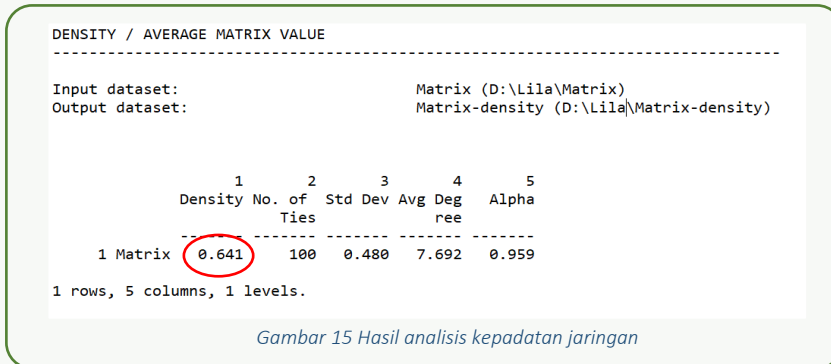 DENSITY / AVERAGE MATRIX VALUE
--------------------------------------------------------------------------------
Input dataset: Matrix (D:\Lila\Matrix)
Output dataset: Matrix-density (D:\Lila\Matrix-density)
1 2 3 4 5
Density No. of Std Dev Avg Deg Alpha
Ties ree
------- ------- ------- ------- -------
1 Matrix 0.641 100 0.480 7.692 0.959
1 rows, 5 columns, 1 levels.
Gambar 15 Hasil analisis kepadatan jaringan